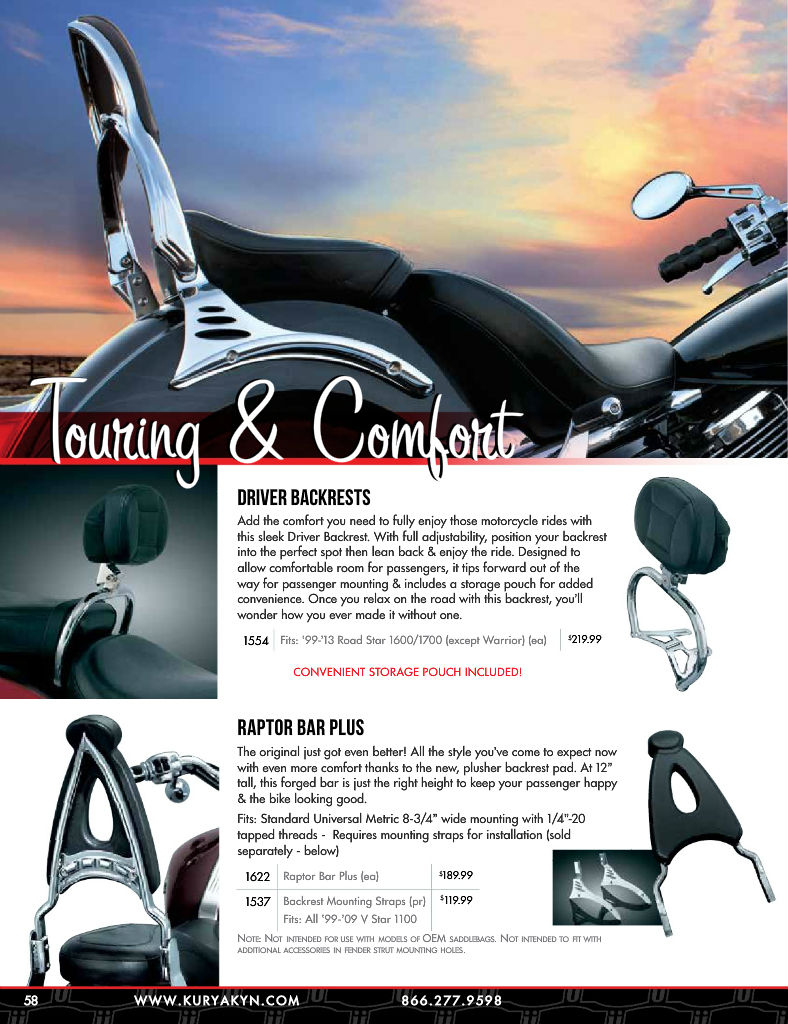 Touring & Comfort
DRIVER BACKRESTS
Add the comfort you need to fully enjoy those motorcycle rides with
this sleek Driver Backrest. With full adjustability, position your backrest
into the perfect spot then lean back & enjoy the ride. Designed to
allow comfortable room for passengers, it tips forward out of the
way for passenger mounting & includes a storage pouch for added
convenience. Once you relax on the road with this backrest, you'll
wonder how you ever made it without one.
1554 Fits: '99-'13 Road Star 1600/1700 (except Warrior) (ea) $219.99
CONVENIENT STORAGE POUCH INCLUDED!
RAPTOR BAR PLUS
The original just got even better! All the style you've come to expect now
with even more comfort thanks to the new, plusher backrest pad. At 12"
tall, this forged bar is just the right height to keep your passenger happy
& the bike looking good.
Fits: Standard Universal Metric 8-3/4" wide mounting with 1/4"-20
tapped threads - Requires mounting straps for installation (sold
separately - below)
1622 Raptor Bar Plus (ea) $189.99
1537 Backrest Mounting Straps (pr) $119.99
Fits: All '99-'09 V Star 1100
NOTE: NOT INTENDED FOR USE WITH MODELS OF OEM SADDLEBAGS. NOT INTENDED TO FIT WITH
ADDITIONAL ACCESSORIES IN FENDER STRUT MOUNTING HOLES.
58 WWW.KURYAKYN.COM 866.277.9598